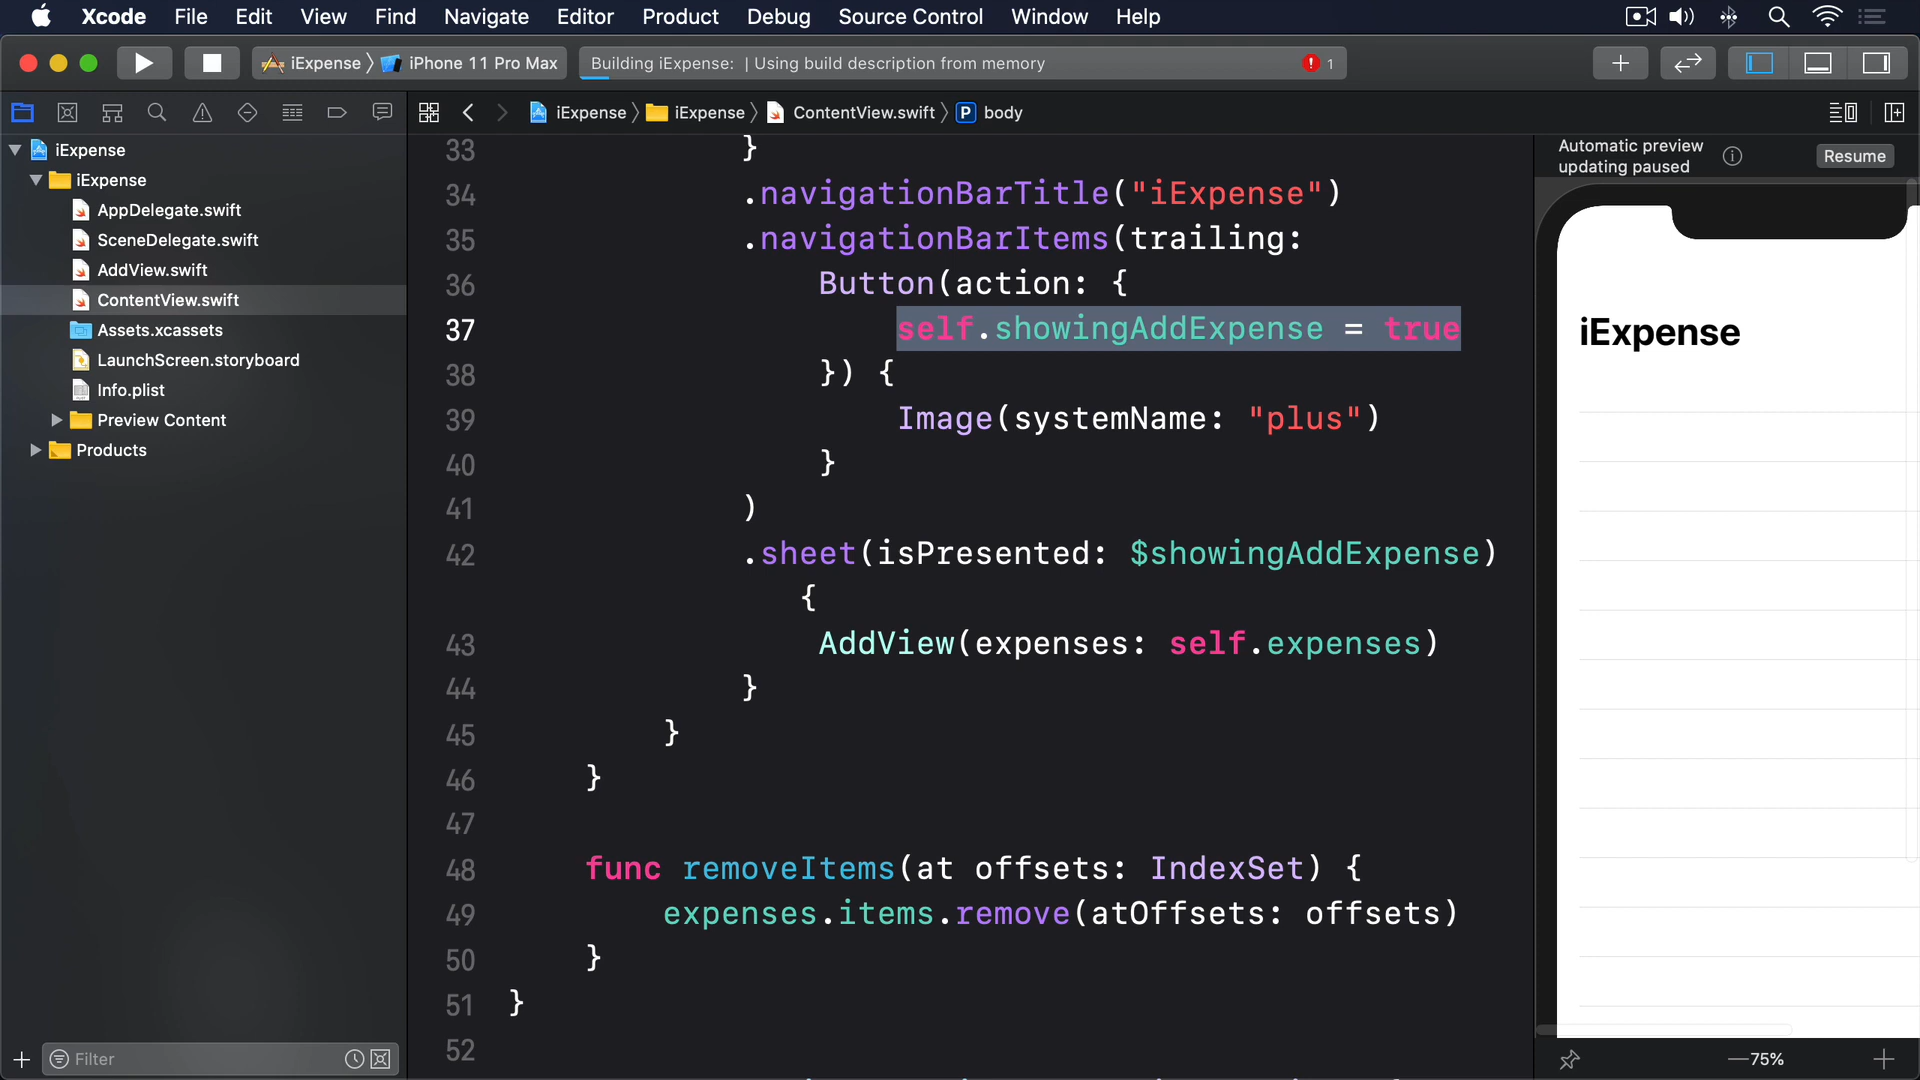 Xcode File Edit View Find Navigate Editor Product Debug Source Control Window Help
iExpense 〉 iPhone 11 Pro Max
Building iExpense: | Using build description from memory
1
iExpense 〉 iExpense 〉 ContentView.swift 〉 P body
iExpense
iExpense
AppDelegate.swift
SceneDelegate.swift
AddView.swift
ContentView.swift
Assets.xcassets
LaunchScreen.storyboard
Info.plist
Preview Content
Products
Filter
33 }
34 .navigationBarTitle("iExpense")
35 .navigationBarItems(trailing:
36 Button(action: {
37 self.showingAddExpense = true
38 }) {
39 Image(systemName: "plus")
40 }
41 )
42 .sheet(isPresented: $showingAddExpense)
{
43 AddView(expenses: self.expenses)
44 }
45 }
46 }
47
48 func removeItems(at offsets: IndexSet) {
49 expenses.items.remove(atOffsets: offsets)
50 }
51 }
52
Automatic preview
updating paused
Resume
iExpense
75%